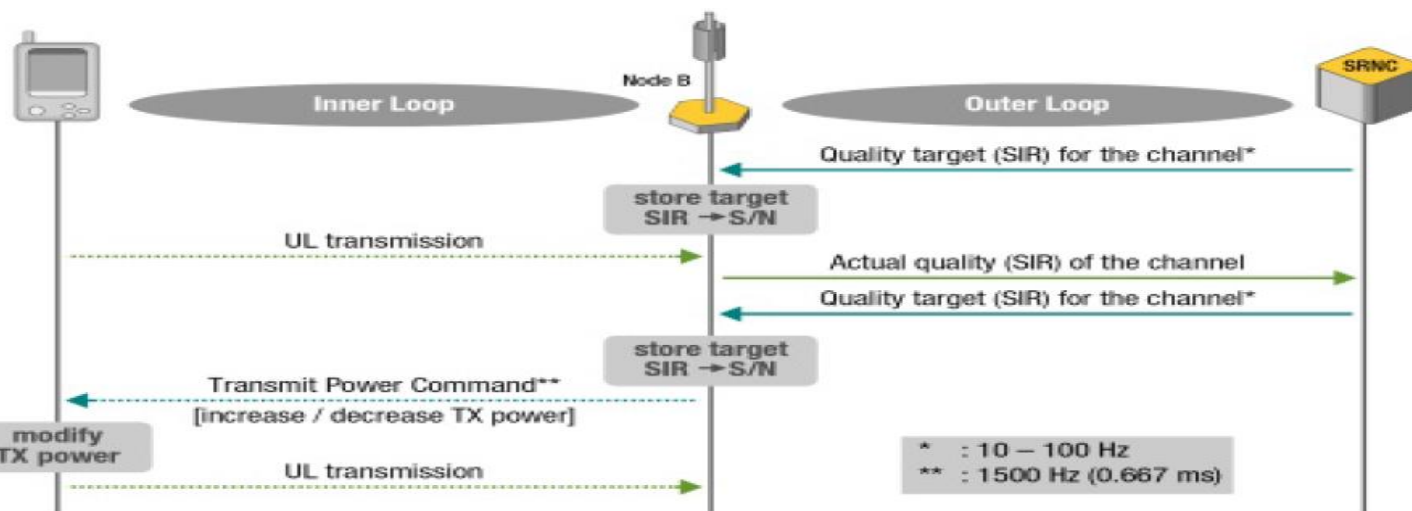 Node B
SRNC
Inner Loop
Outer Loop
Quality target (SIR) for the channel*
store target
SIR → S/N
UL transmission
Actual quality (SIR) of the channel
Quality target (SIR) for the channel*
store target
SIR → S/N
Transmit Power Command**
[increase / decrease TX power]
modify
TX power
* : 10 – 100 Hz
** : 1500 Hz (0.667 ms)
UL transmission